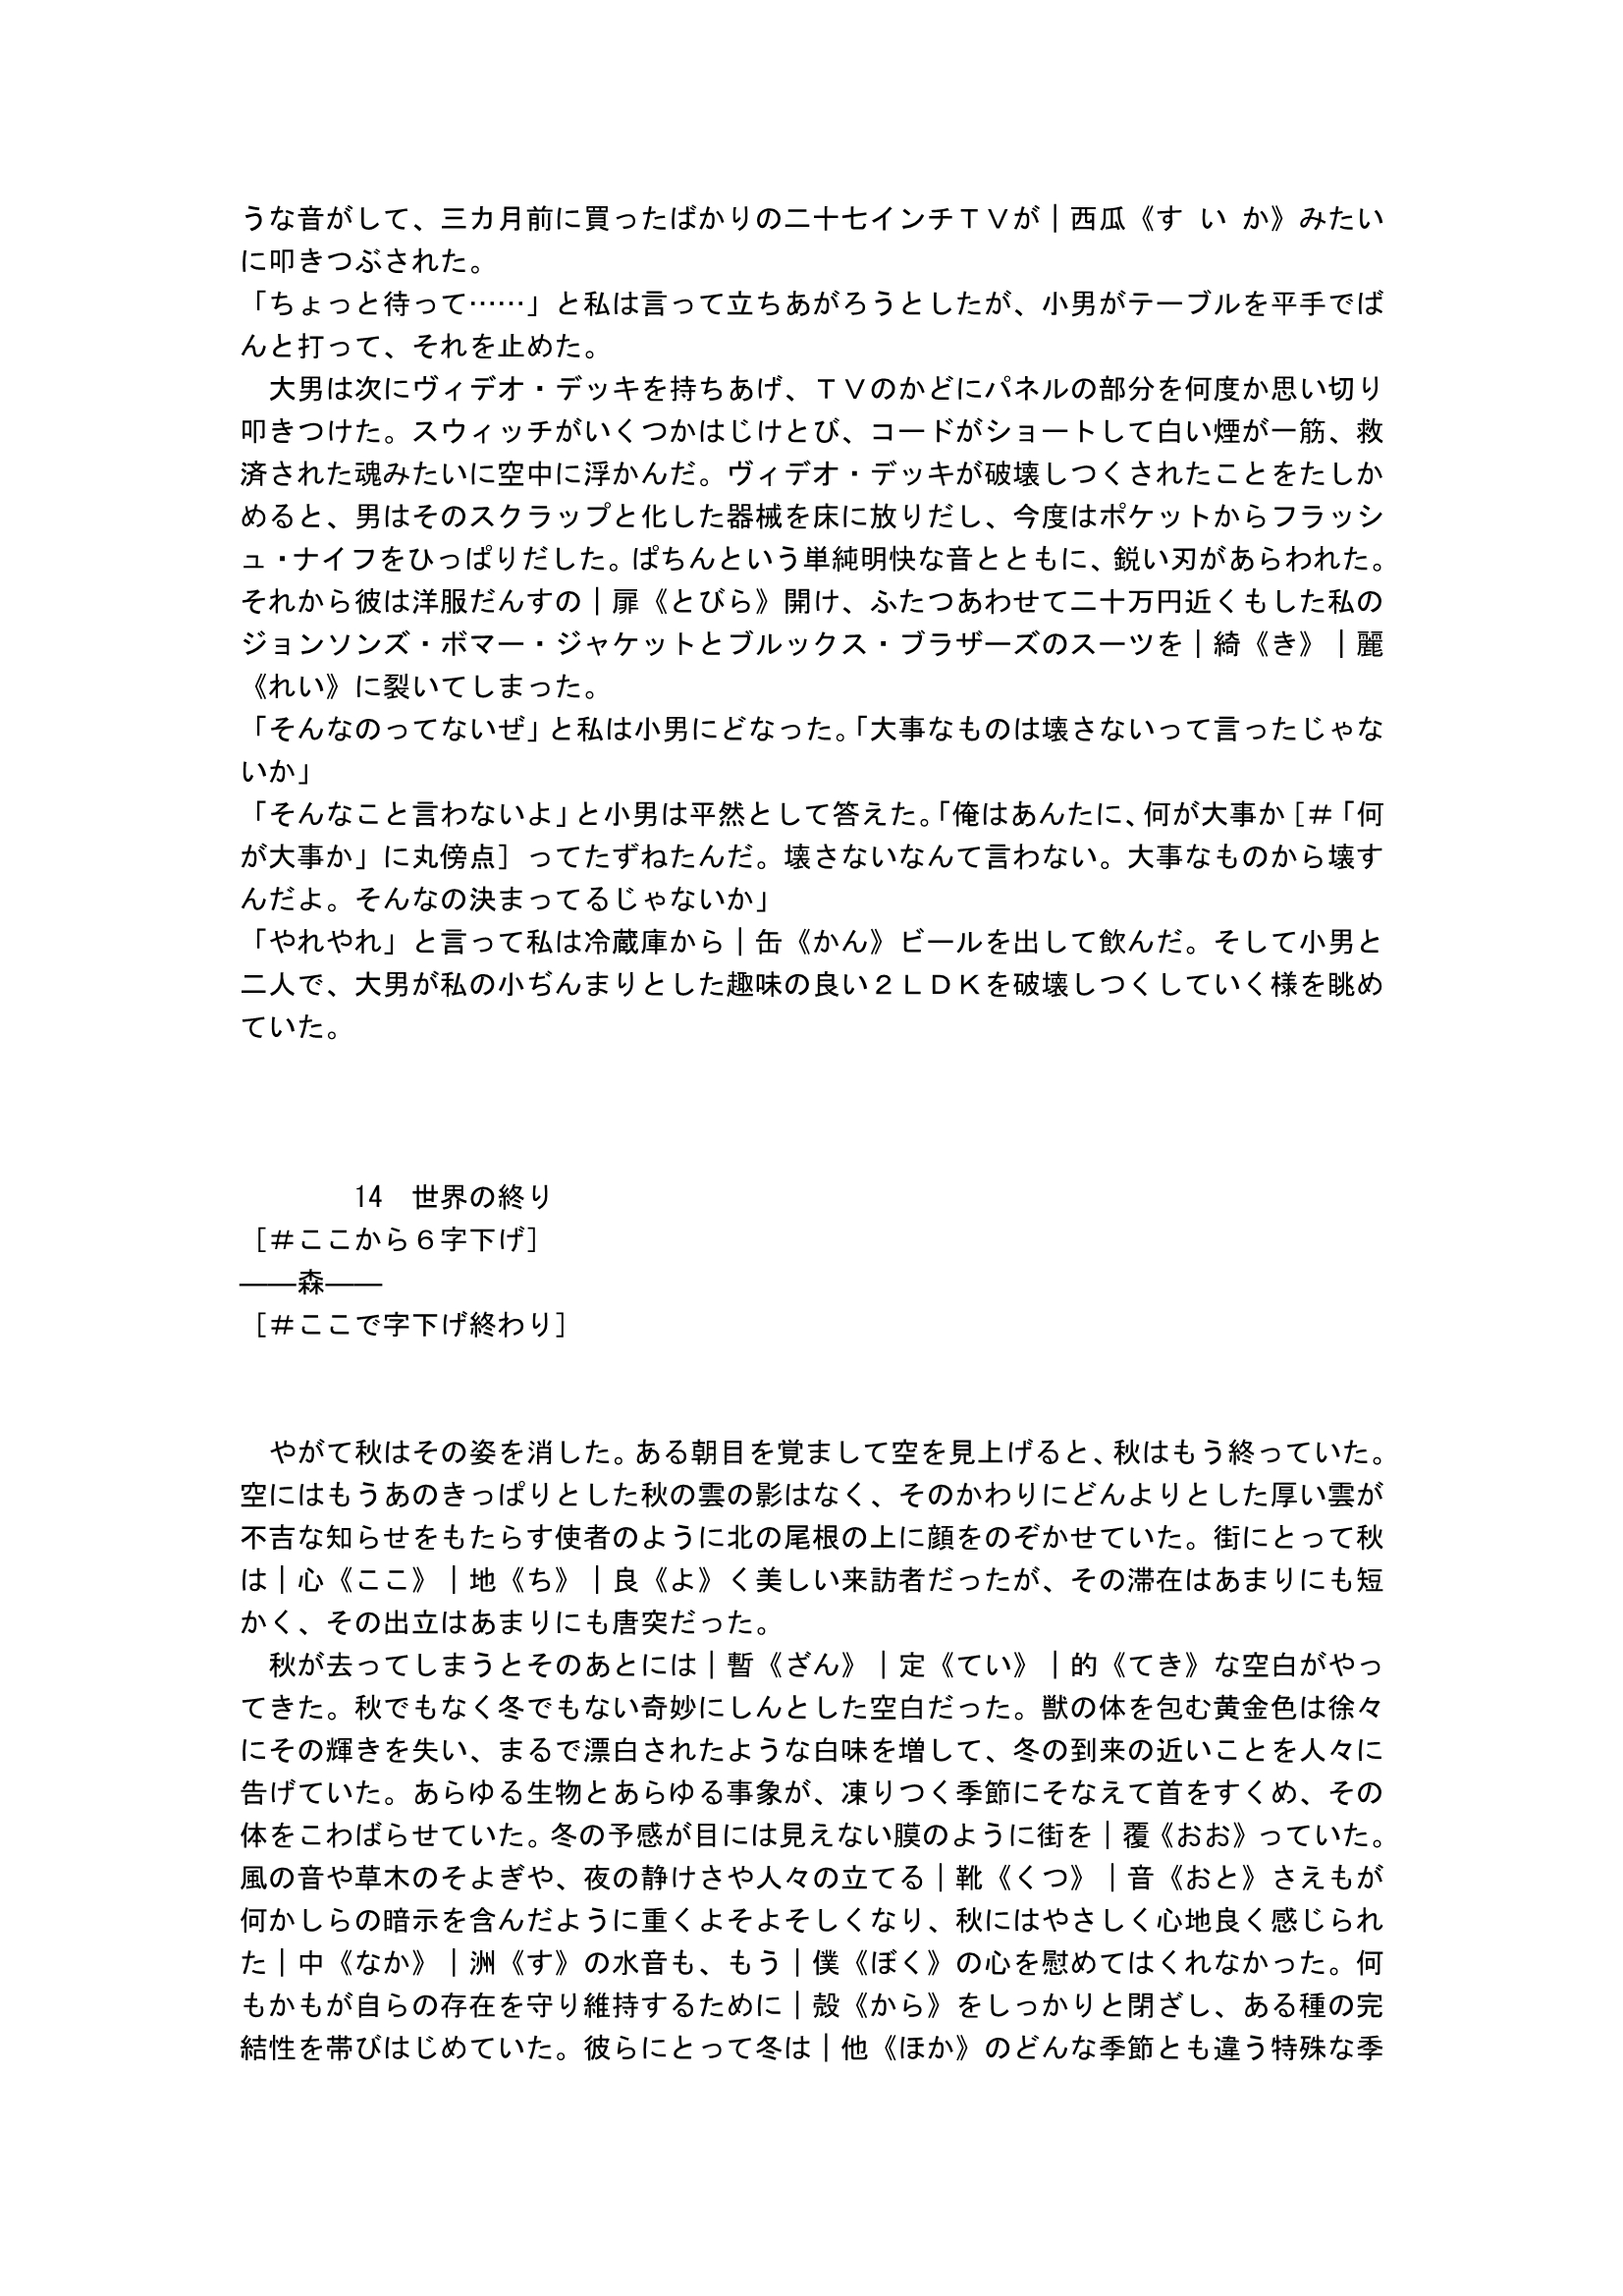 うな音がして、三カ月前に買ったばかりの二十七インチＴＶが｜西瓜《す い か》みたい
に叩きつぶされた。
「ちょっと待って……」と私は言って立ちあがろうとしたが、小男がテーブルを平手でば
んと打って、それを止めた。
　大男は次にヴィデオ・デッキを持ちあげ、ＴＶのかどにパネルの部分を何度か思い切り
叩きつけた。スウィッチがいくつかはじけとび、コードがショートして白い煙が一筋、救
済された魂みたいに空中に浮かんだ。ヴィデオ・デッキが破壊しつくされたことをたしか
めると、男はそのスクラップと化した器械を床に放りだし、今度はポケットからフラッシ
ュ・ナイフをひっぱりだした。ぱちんという単純明快な音とともに、鋭い刃があらわれた。
それから彼は洋服だんすの｜扉《とびら》開け、ふたつあわせて二十万円近くもした私の
ジョンソンズ・ボマー・ジャケットとブルックス・ブラザーズのスーツを｜綺《き》｜麗
《れい》に裂いてしまった。
「そんなのってないぜ」と私は小男にどなった。「大事なものは壊さないって言ったじゃな
いか」
「そんなこと言わないよ」と小男は平然として答えた。「俺はあんたに、何が大事か［＃「何
が大事か」に丸傍点］ってたずねたんだ。壊さないなんて言わない。大事なものから壊す
んだよ。そんなの決まってるじゃないか」
「やれやれ」と言って私は冷蔵庫から｜缶《かん》ビールを出して飲んだ。そして小男と
二人で、大男が私の小ぢんまりとした趣味の良い２ＬＤＫを破壊しつくしていく様を眺め
ていた。
14　世界の終り
［＃ここから６字下げ］
――森――
［＃ここで字下げ終わり］
　やがて秋はその姿を消した。ある朝目を覚まして空を見上げると、秋はもう終っていた。
空にはもうあのきっぱりとした秋の雲の影はなく、そのかわりにどんよりとした厚い雲が
不吉な知らせをもたらす使者のように北の尾根の上に顔をのぞかせていた。街にとって秋
は｜心《ここ》｜地《ち》｜良《よ》く美しい来訪者だったが、その滞在はあまりにも短
かく、その出立はあまりにも唐突だった。
　秋が去ってしまうとそのあとには｜暫《ざん》｜定《てい》｜的《てき》な空白がやっ
てきた。秋でもなく冬でもない奇妙にしんとした空白だった。獣の体を包む黄金色は徐々
にその輝きを失い、まるで漂白されたような白味を増して、冬の到来の近いことを人々に
告げていた。あらゆる生物とあらゆる事象が、凍りつく季節にそなえて首をすくめ、その
体をこわばらせていた。冬の予感が目には見えない膜のように街を｜覆《おお》っていた。
風の音や草木のそよぎや、夜の静けさや人々の立てる｜靴《くつ》｜音《おと》さえもが
何かしらの暗示を含んだように重くよそよそしくなり、秋にはやさしく心地良く感じられ
た｜中《なか》｜洲《す》の水音も、もう｜僕《ぼく》の心を慰めてはくれなかった。何
もかもが自らの存在を守り維持するために｜殻《から》をしっかりと閉ざし、ある種の完
結性を帯びはじめていた。彼らにとって冬は｜他《ほか》のどんな季節とも違う特殊な季